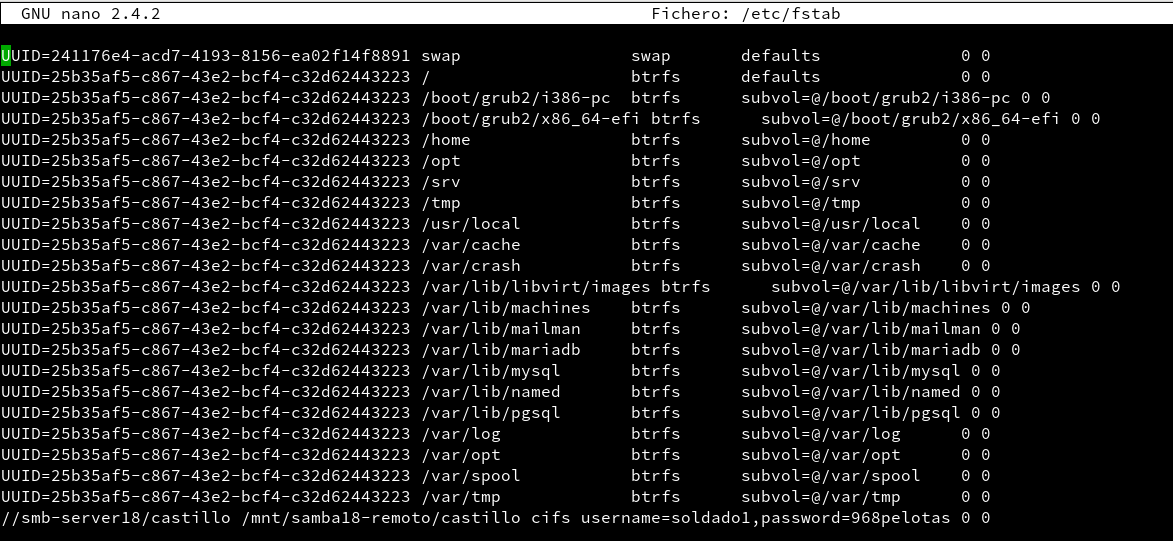 GNU nano 2.4.2 Fichero: /etc/fstab
UUID=241176e4-acd7-4193-8156-ea02f14f8891 swap swap defaults 0 0
UUID=25b35af5-c867-43e2-bcf4-c32d62443223 / btrfs defaults 0 0
UUID=25b35af5-c867-43e2-bcf4-c32d62443223 /boot/grub2/i386-pc btrfs subvol=@/boot/grub2/i386-pc 0 0
UUID=25b35af5-c867-43e2-bcf4-c32d62443223 /boot/grub2/x86_64-efi btrfs subvol=@/boot/grub2/x86_64-efi 0 0
UUID=25b35af5-c867-43e2-bcf4-c32d62443223 /home btrfs subvol=@/home 0 0
UUID=25b35af5-c867-43e2-bcf4-c32d62443223 /opt btrfs subvol=@/opt 0 0
UUID=25b35af5-c867-43e2-bcf4-c32d62443223 /srv btrfs subvol=@/srv 0 0
UUID=25b35af5-c867-43e2-bcf4-c32d62443223 /tmp btrfs subvol=@/tmp 0 0
UUID=25b35af5-c867-43e2-bcf4-c32d62443223 /usr/local btrfs subvol=@/usr/local 0 0
UUID=25b35af5-c867-43e2-bcf4-c32d62443223 /var/cache btrfs subvol=@/var/cache 0 0
UUID=25b35af5-c867-43e2-bcf4-c32d62443223 /var/crash btrfs subvol=@/var/crash 0 0
UUID=25b35af5-c867-43e2-bcf4-c32d62443223 /var/lib/libvirt/images btrfs subvol=@/var/lib/libvirt/images 0 0
UUID=25b35af5-c867-43e2-bcf4-c32d62443223 /var/lib/machines btrfs subvol=@/var/lib/machines 0 0
UUID=25b35af5-c867-43e2-bcf4-c32d62443223 /var/lib/mailman btrfs subvol=@/var/lib/mailman 0 0
UUID=25b35af5-c867-43e2-bcf4-c32d62443223 /var/lib/mariadb btrfs subvol=@/var/lib/mariadb 0 0
UUID=25b35af5-c867-43e2-bcf4-c32d62443223 /var/lib/mysql btrfs subvol=@/var/lib/mysql 0 0
UUID=25b35af5-c867-43e2-bcf4-c32d62443223 /var/lib/named btrfs subvol=@/var/lib/named 0 0
UUID=25b35af5-c867-43e2-bcf4-c32d62443223 /var/lib/pgsql btrfs subvol=@/var/lib/pgsql 0 0
UUID=25b35af5-c867-43e2-bcf4-c32d62443223 /var/log btrfs subvol=@/var/log 0 0
UUID=25b35af5-c867-43e2-bcf4-c32d62443223 /var/opt btrfs subvol=@/var/opt 0 0
UUID=25b35af5-c867-43e2-bcf4-c32d62443223 /var/spool btrfs subvol=@/var/spool 0 0
UUID=25b35af5-c867-43e2-bcf4-c32d62443223 /var/tmp btrfs subvol=@/var/tmp 0 0
//smb-server18/castillo /mnt/samba18-remoto/castillo cifs username=soldado1,password=968pelotas 0 0